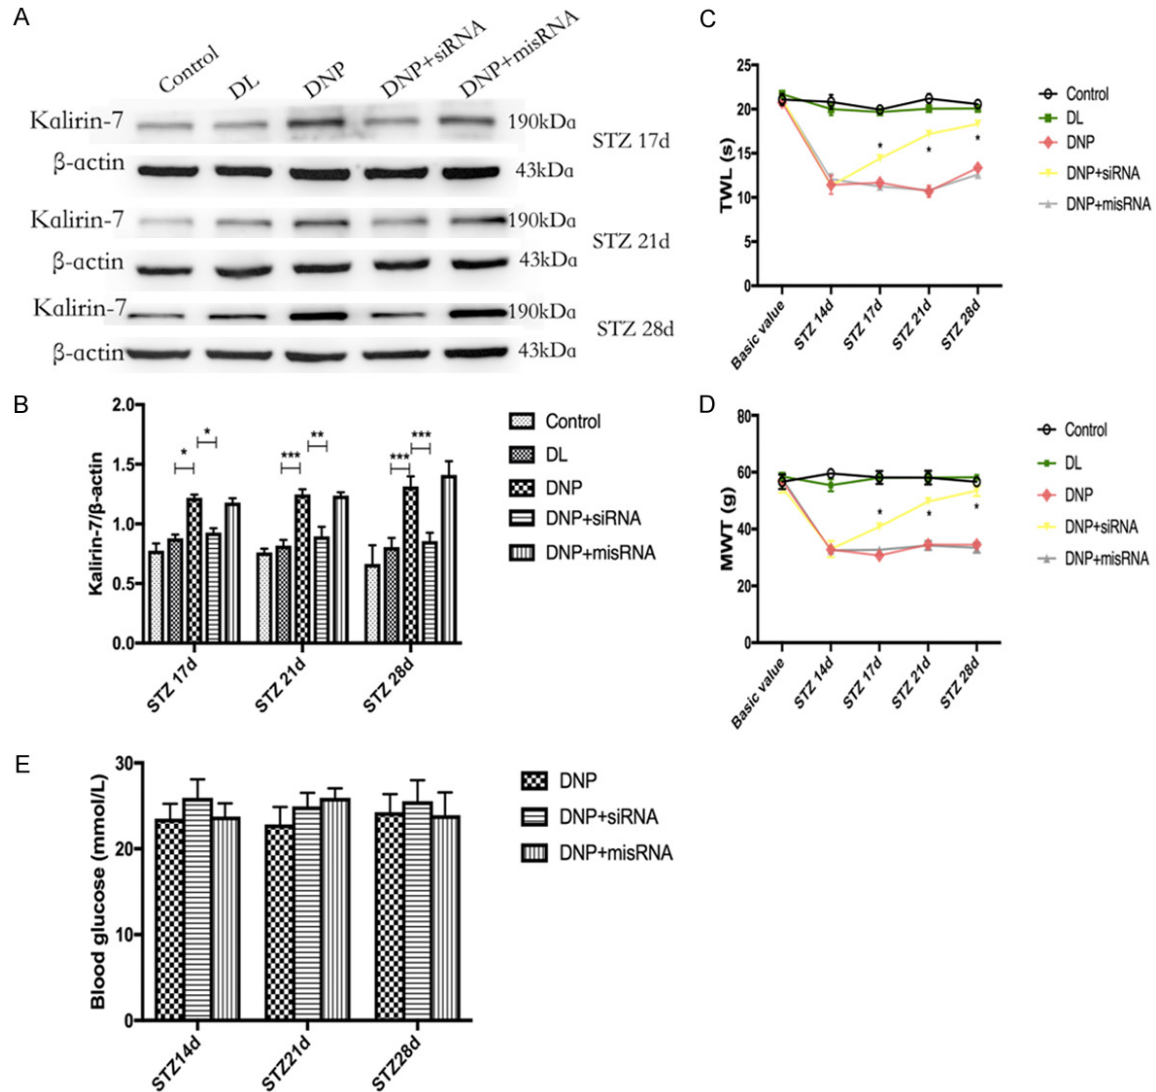 A
Control DL DNP DNP+siRNA DNP+misRNA
Kalirin-7 190kDa
β-actin 43kDa
STZ 17d
Kalirin-7 190kDa
β-actin 43kDa
STZ 21d
Kalirin-7 190kDa
β-actin 43kDa
STZ 28d
B
Kalirin-7/β-actin
2.0
1.5
1.0
0.5
0.0
* * *** ** *** ***
STZ 17d STZ 21d STZ 28d
Control
DL
DNP
DNP+siRNA
DNP+misRNA
C
TWL (s)
25
20
15
10
5
0
* * *
Basic value STZ 14d STZ 17d STZ 21d STZ 28d
Control
DL
DNP
DNP+siRNA
DNP+misRNA
D
MWT (g)
80
60
40
20
0
* * *
Basic value STZ 14d STZ 17d STZ 21d STZ 28d
Control
DL
DNP
DNP+siRNA
DNP+misRNA
E
Blood glucose (mmol/L)
30
20
10
0
STZ14d STZ21d STZ28d
DNP
DNP+siRNA
DNP+misRNA